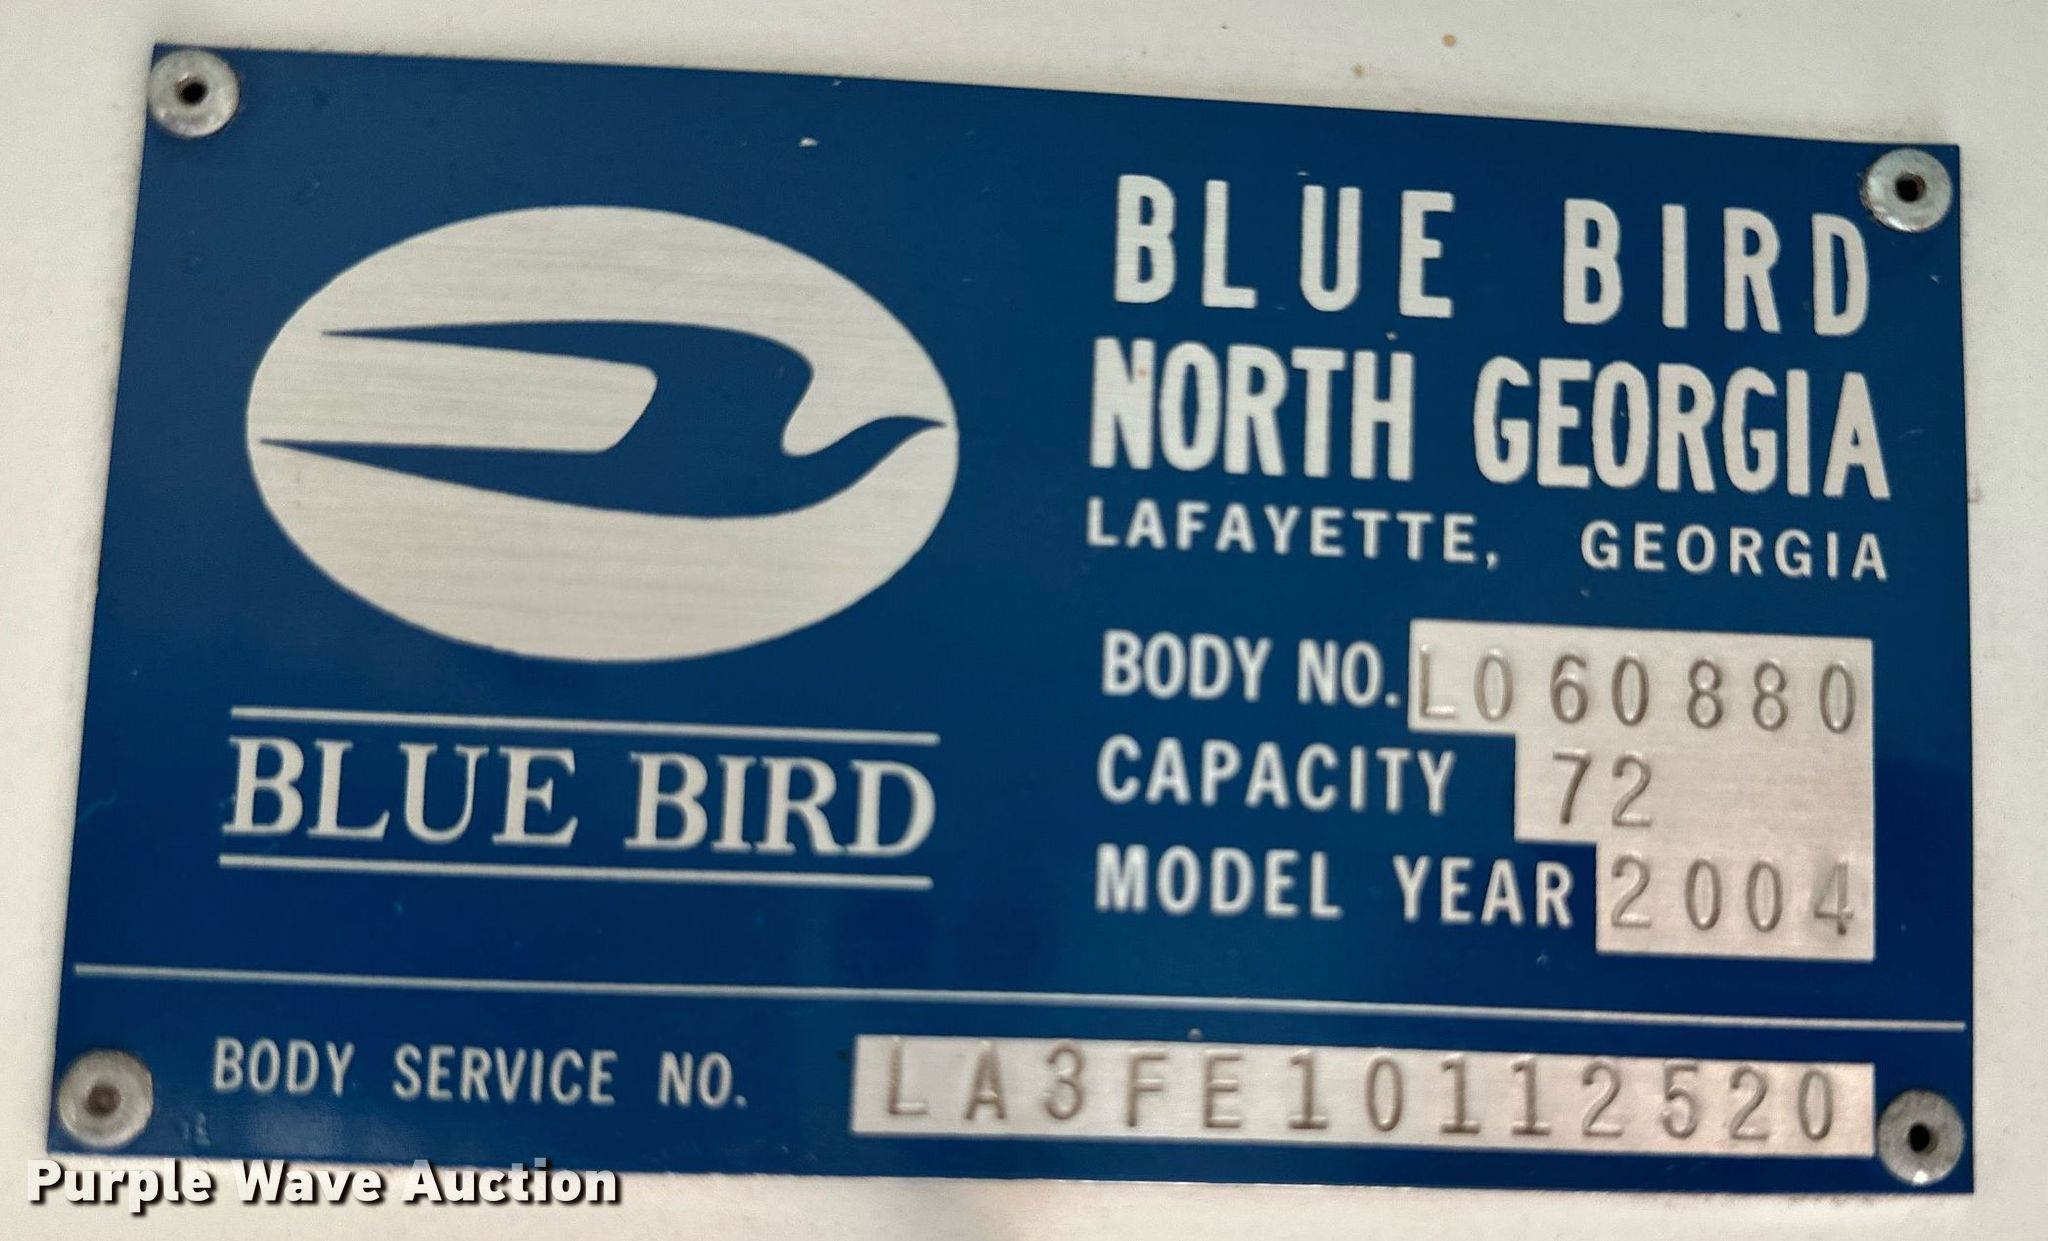 BLUE BIRD
NORTH GEORGIA
LAFAYETTE, GEORGIA
BODY NO. L060880
CAPACITY 72
MODEL YEAR 2004
BLUE BIRD
BODY SERVICE NO. LA3FE10112520
Purple Wave Auction